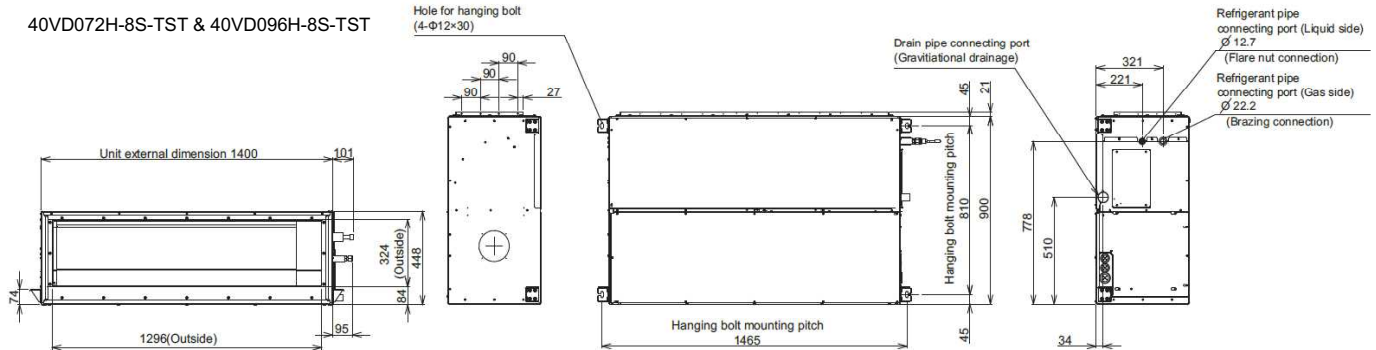 40VD072H-8S-TST & 40VD096H-8S-TST
Hole for hanging bolt
(4-Φ12×30)
Drain pipe connecting port
(Gravitiational drainage)
Refrigerant pipe
connecting port (Liquid side)
Ø 12.7
(Flare nut connection)
Refrigerant pipe
connecting port (Gas side)
Ø 22.2
(Brazing connection)
Unit external dimension 1400
101
324
(Outside)
448
84
74
95
1296(Outside)
90
90
90
27
45
21
Hanging bolt mounting pitch
810
900
45
Hanging bolt mounting pitch
1465
321
221
778
510
34